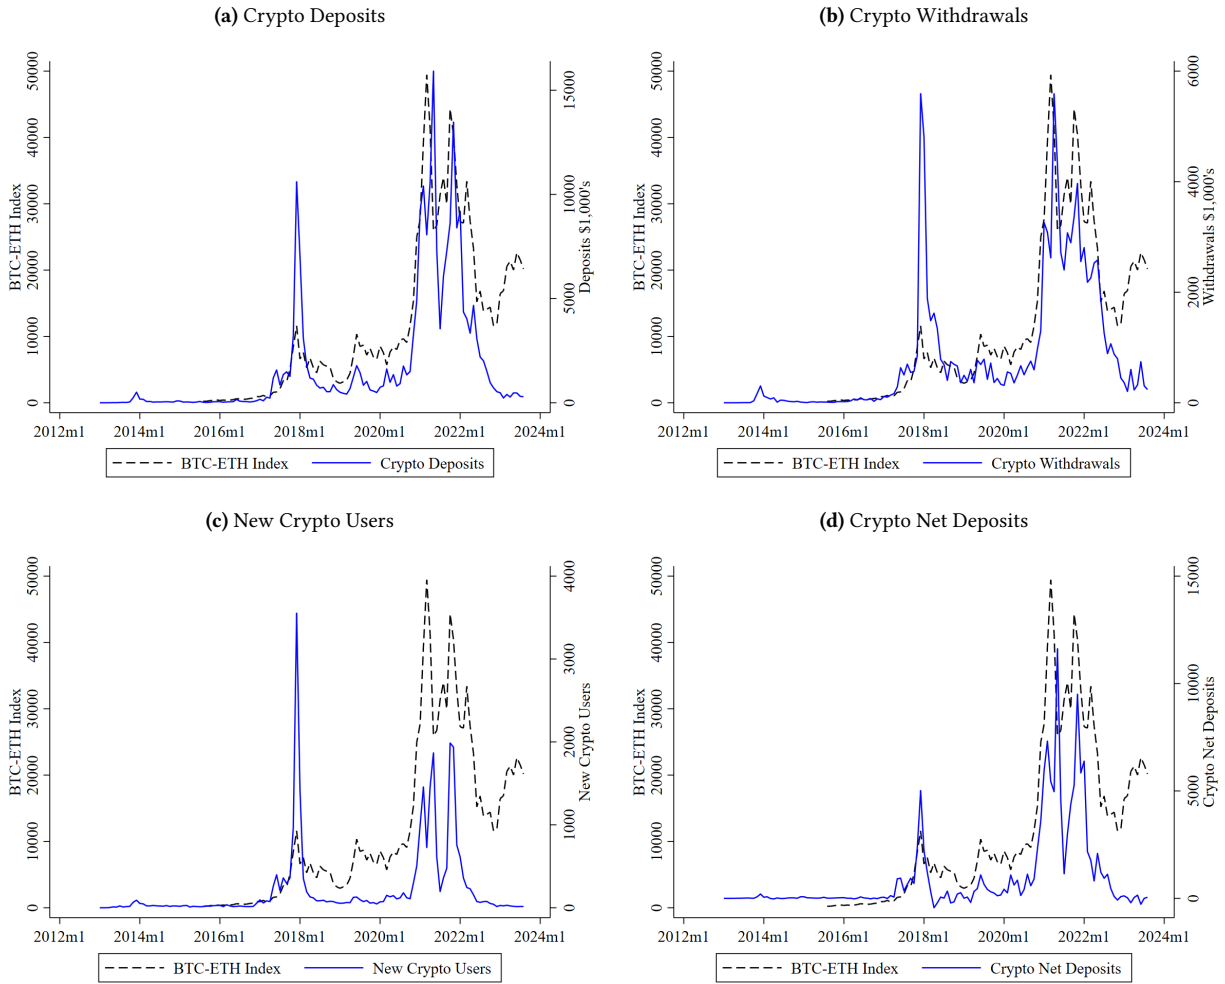 (a) Crypto Deposits
BTC-ETH Index
0 10000 20000 30000 40000 50000
Deposits $1,000's
0 5000 10000 15000
2012m1 2014m1 2016m1 2018m1 2020m1 2022m1 2024m1
BTC-ETH Index Crypto Deposits
(b) Crypto Withdrawals
BTC-ETH Index
0 10000 20000 30000 40000 50000
Withdrawals $1,000's
0 2000 4000 6000
2012m1 2014m1 2016m1 2018m1 2020m1 2022m1 2024m1
BTC-ETH Index Crypto Withdrawals
(c) New Crypto Users
BTC-ETH Index
0 10000 20000 30000 40000 50000
New Crypto Users
0 1000 2000 3000 4000
2012m1 2014m1 2016m1 2018m1 2020m1 2022m1 2024m1
BTC-ETH Index New Crypto Users
(d) Crypto Net Deposits
BTC-ETH Index
0 10000 20000 30000 40000 50000
Crypto Net Deposits
0 5000 10000 15000
2012m1 2014m1 2016m1 2018m1 2020m1 2022m1 2024m1
BTC-ETH Index Crypto Net Deposits